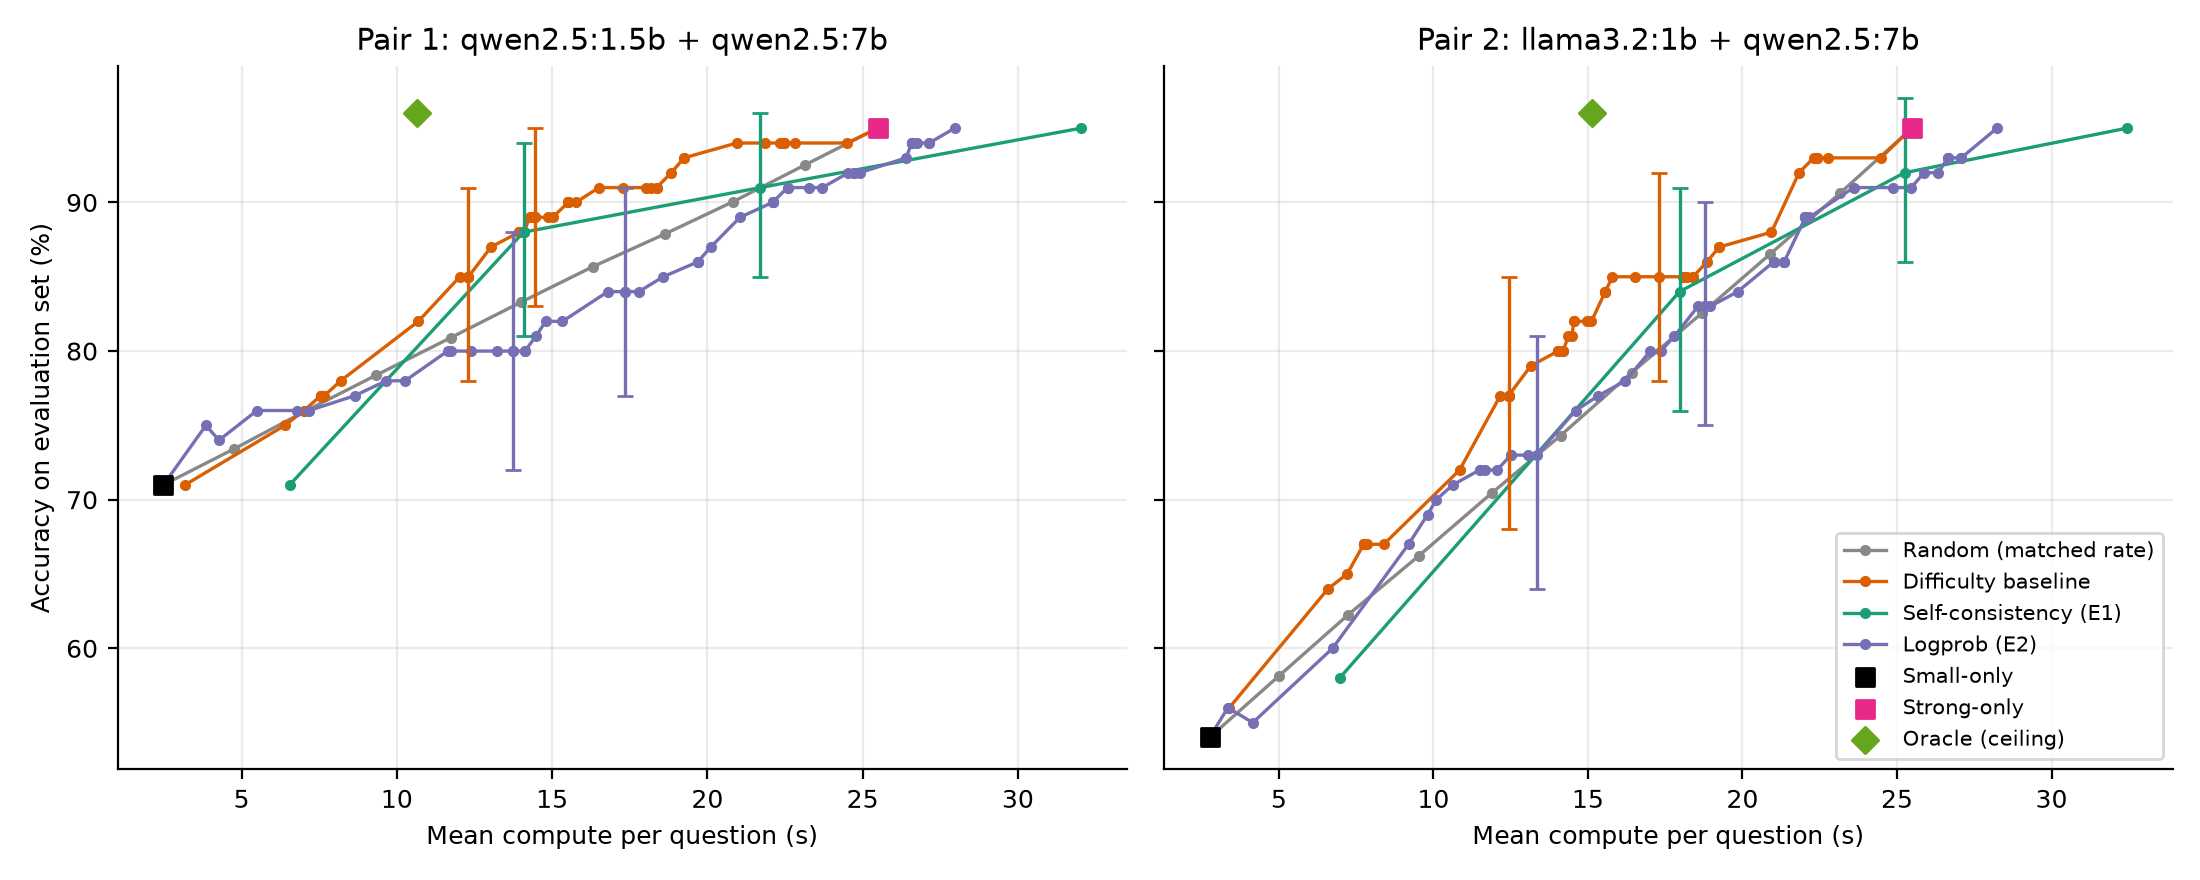 Pair 1: qwen2.5:1.5b + qwen2.5:7b
Accuracy on evaluation set (%)
90
80
70
60
5 10 15 20 25 30
Mean compute per question (s)
Pair 2: llama3.2:1b + qwen2.5:7b
Random (matched rate)
Difficulty baseline
Self-consistency (E1)
Logprob (E2)
Small-only
Strong-only
Oracle (ceiling)
5 10 15 20 25 30
Mean compute per question (s)